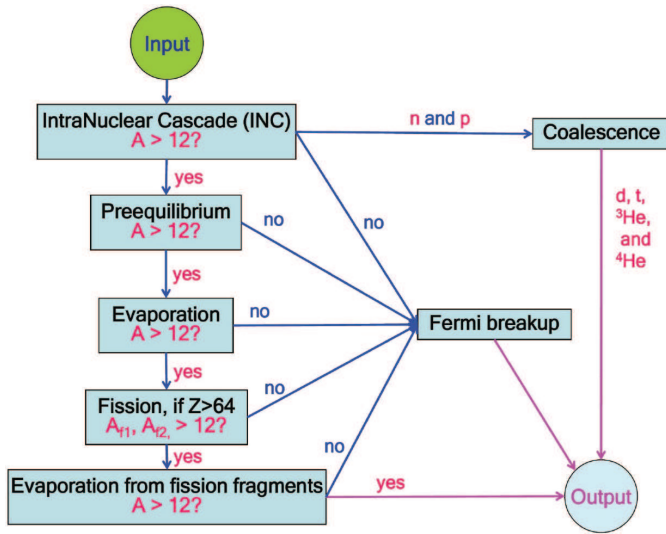 Input
IntraNuclear Cascade (INC)
A > 12?
n and p
Coalescence
yes
no
no
d, t,
³He,
and
⁴He
Preequilibrium
A > 12?
yes
Evaporation
A > 12?
no
Fermi breakup
yes
no
Fission, if Z>64
A_f1, A_f2, > 12?
yes
no
Evaporation from fission fragments
A > 12?
yes
Output